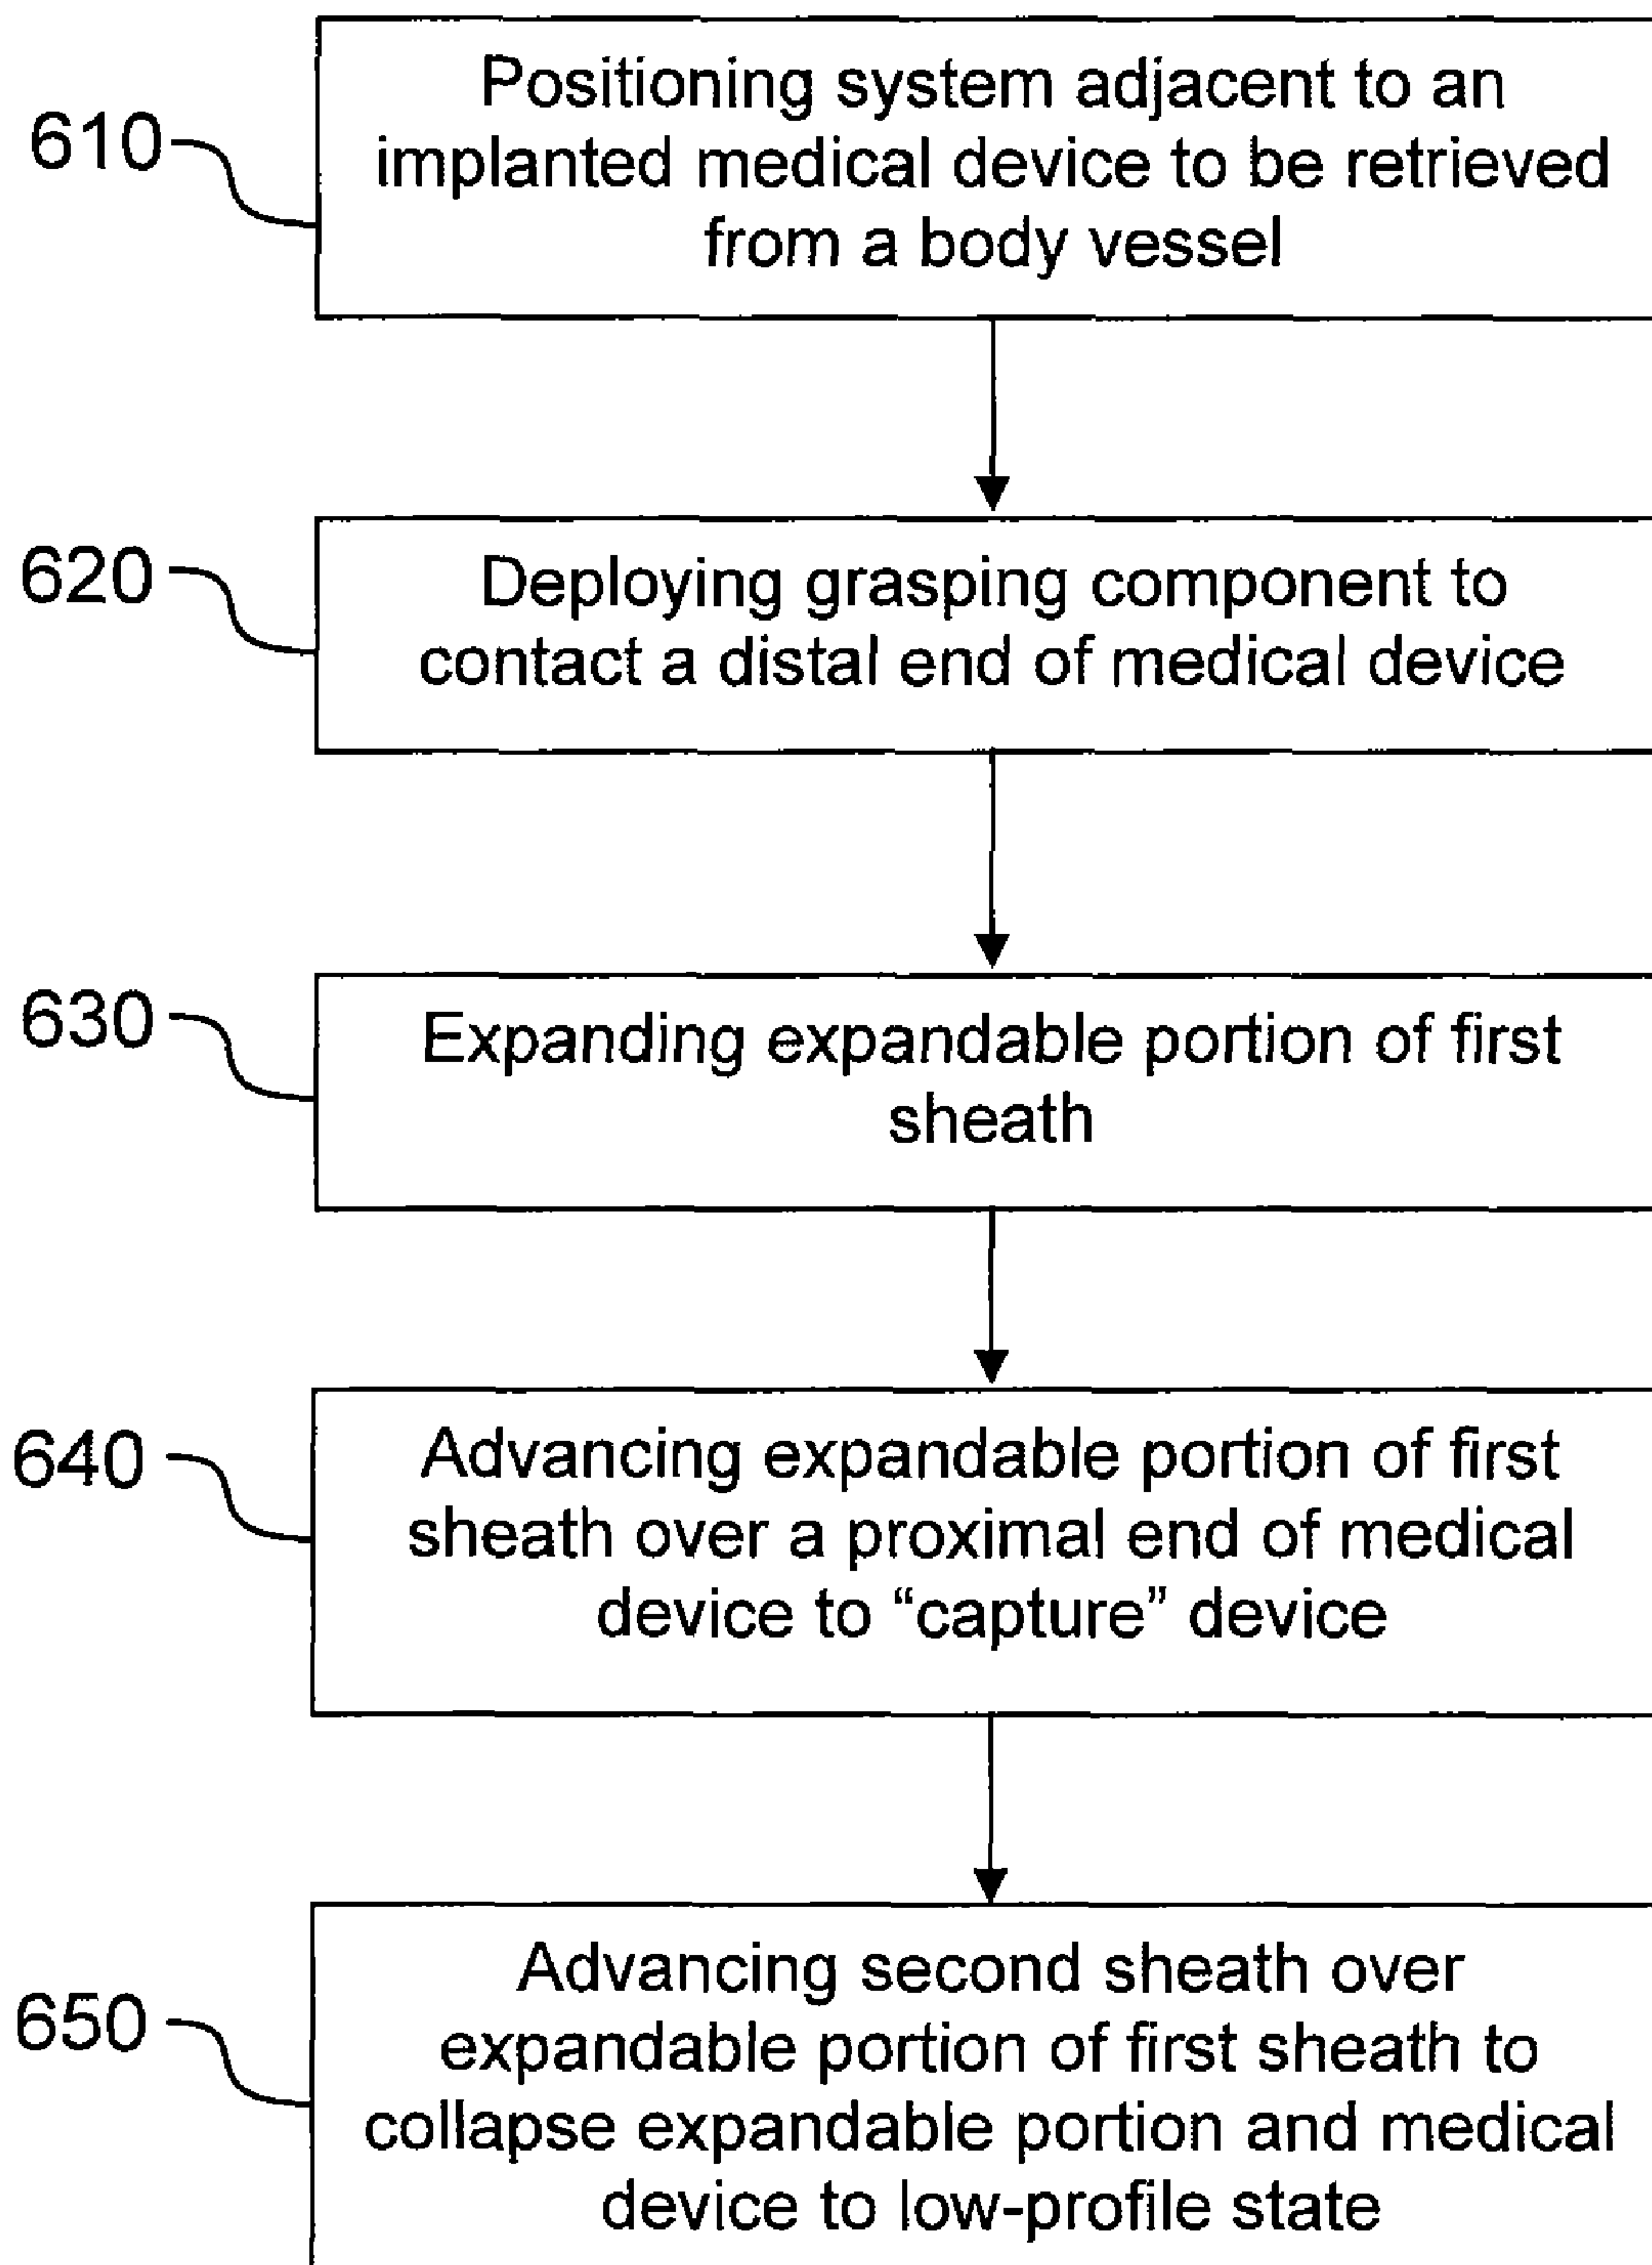 610
Positioning system adjacent to an
implanted medical device to be retrieved
from a body vessel
620
Deploying grasping component to
contact a distal end of medical device
630
Expanding expandable portion of first
sheath
640
Advancing expandable portion of first
sheath over a proximal end of medical
device to “capture” device
650
Advancing second sheath over
expandable portion of first sheath to
collapse expandable portion and medical
device to low-profile state